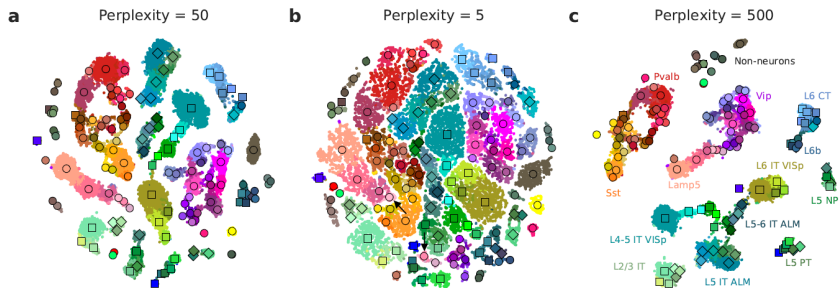 a Perplexity = 50
b Perplexity = 5
c Perplexity = 500
Non-neurons
Pvalb
Vip
L6 CT
L6b
L6 IT VISp
Lamp5
Sst
L5 NP
L5-6 IT ALM
L4-5 IT VISp
L5 PT
L2/3 IT
L5 IT ALM